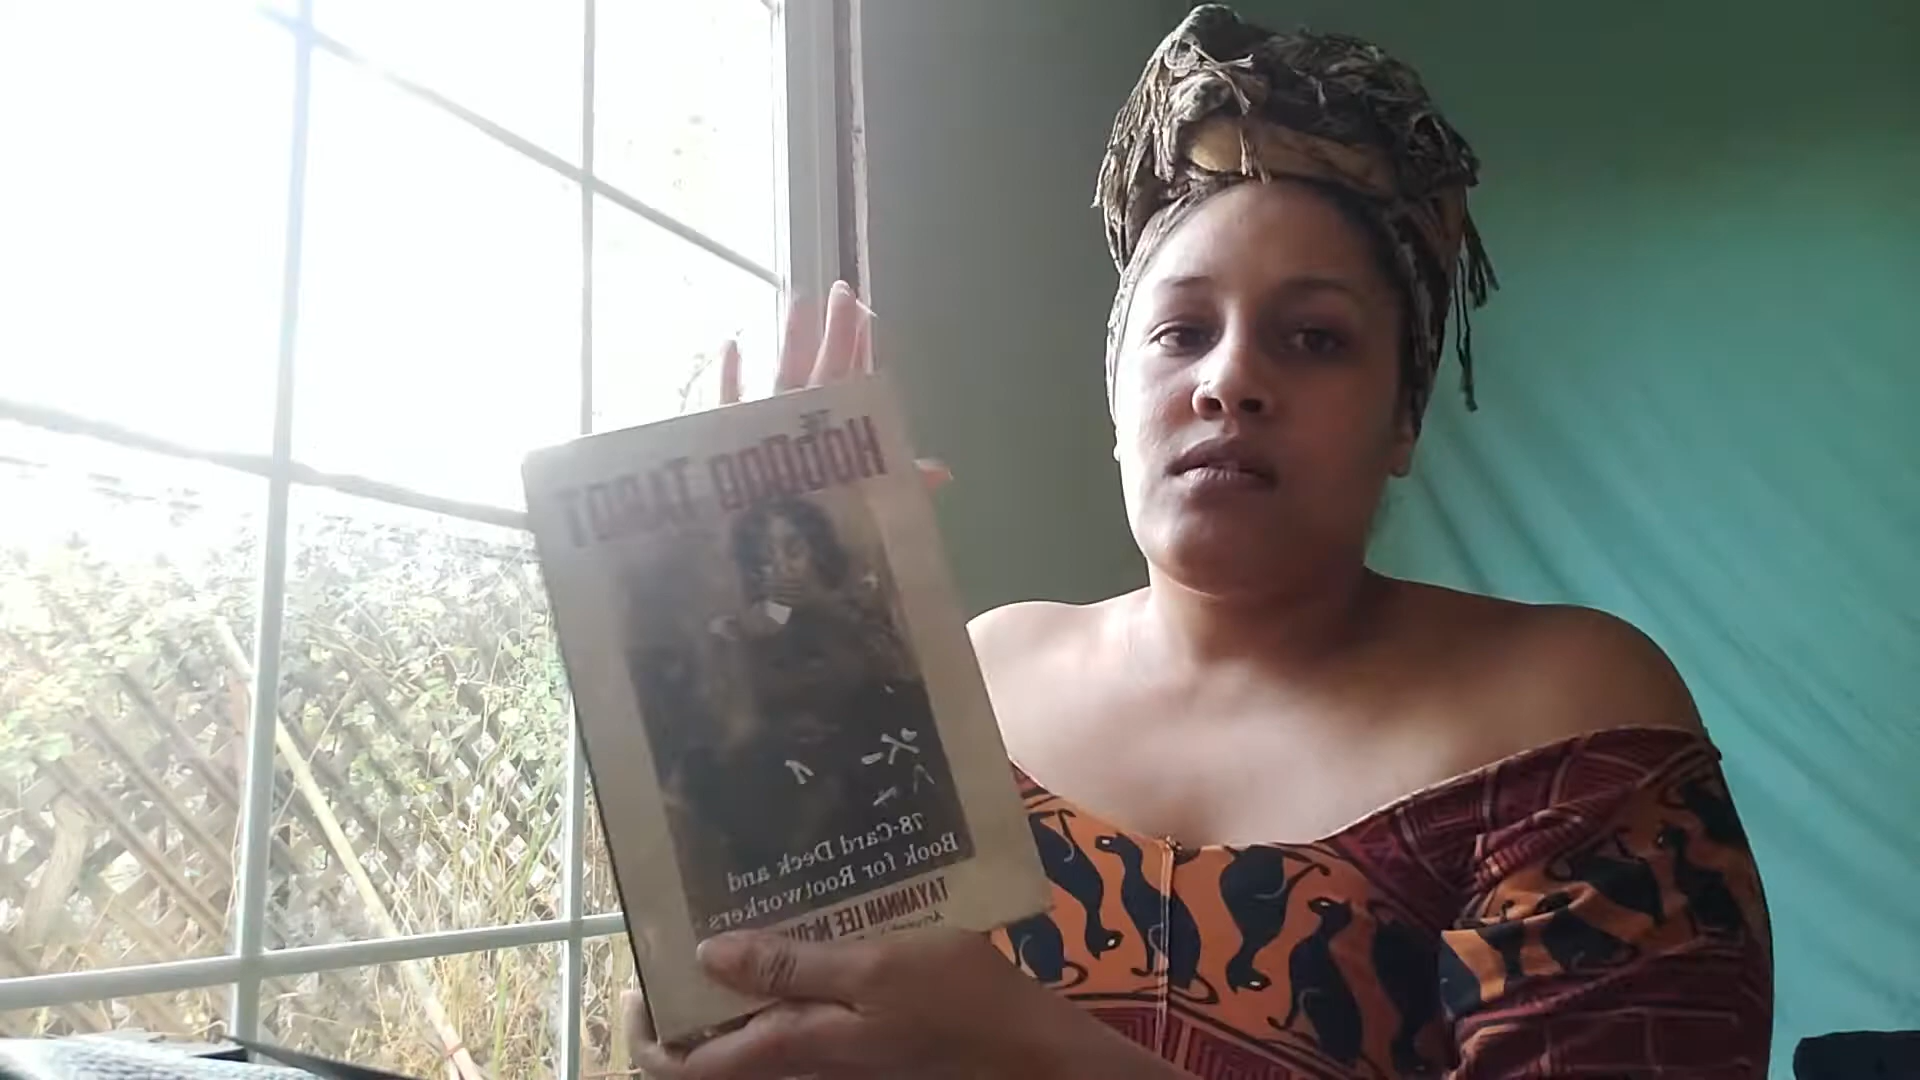 THE
HOODOO TAROT
78-Card Deck and
Book for Rootworkers
TAYANNAH LEE